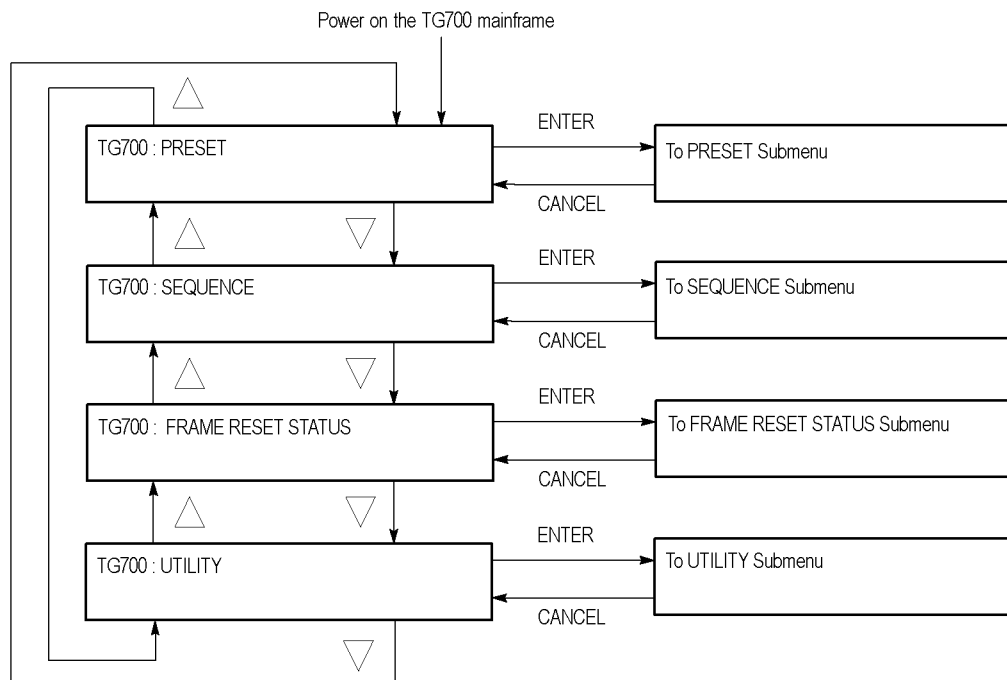 Power on the TG700 mainframe
TG700 : PRESET
ENTER
To PRESET Submenu
CANCEL
TG700 : SEQUENCE
ENTER
To SEQUENCE Submenu
CANCEL
TG700 : FRAME RESET STATUS
ENTER
To FRAME RESET STATUS Submenu
CANCEL
TG700 : UTILITY
ENTER
To UTILITY Submenu
CANCEL